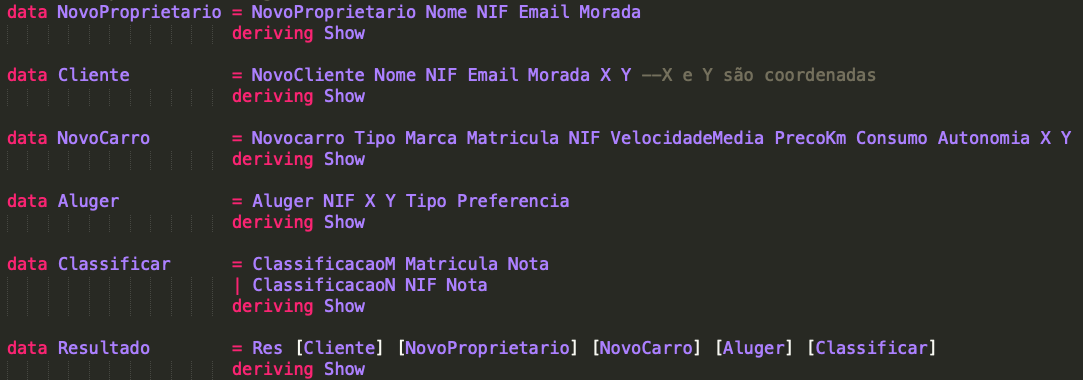 data NovoProprietario = NovoProprietario Nome NIF Email Morada
deriving Show
data Cliente = NovoCliente Nome NIF Email Morada X Y --X e Y são coordenadas
deriving Show
data NovoCarro = Novocarro Tipo Marca Matricula NIF VelocidadeMedia PrecoKm Consumo Autonomia X Y
deriving Show
data Aluger = Aluger NIF X Y Tipo Preferencia
deriving Show
data Classificar = ClassificacaoM Matricula Nota
| ClassificacaoN NIF Nota
deriving Show
data Resultado = Res [Cliente] [NovoProprietario] [NovoCarro] [Aluger] [Classificar]
deriving Show